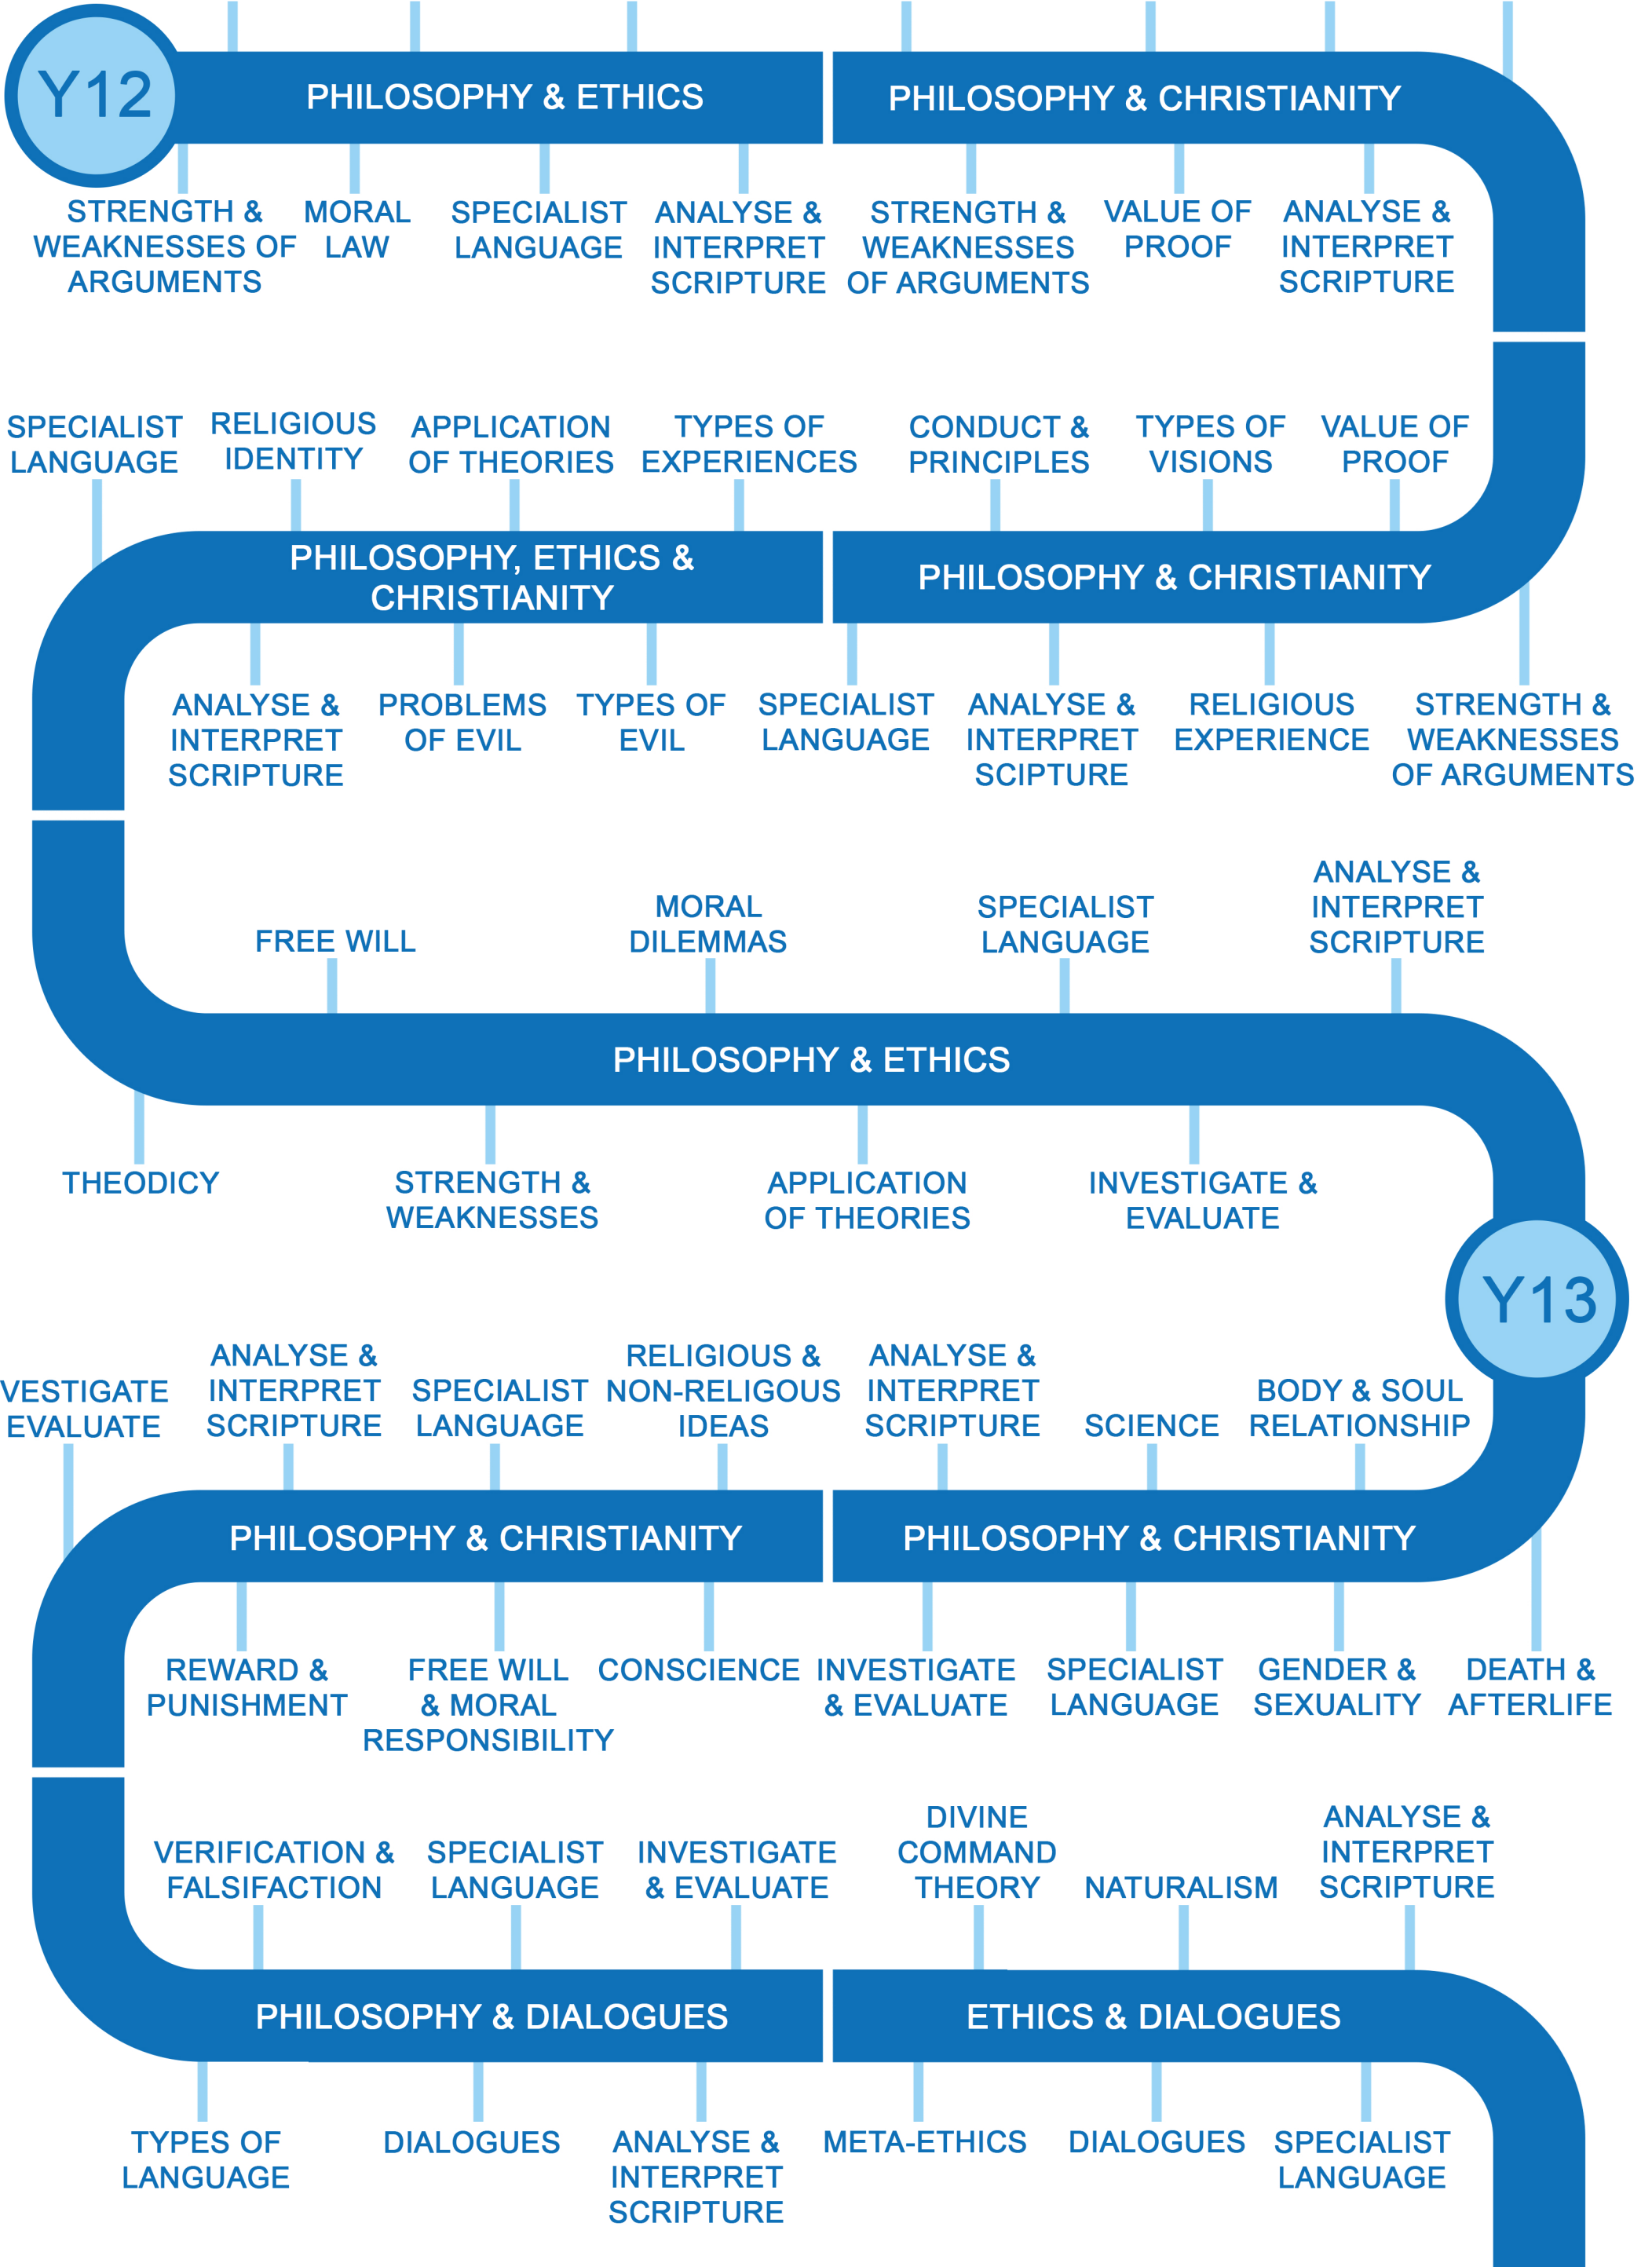 Y12
PHILOSOPHY & ETHICS
PHILOSOPHY & CHRISTIANITY
STRENGTH &
WEAKNESSES OF
ARGUMENTS
MORAL
LAW
SPECIALIST
LANGUAGE
ANALYSE &
INTERPRET
SCRIPTURE
STRENGTH &
WEAKNESSES
OF ARGUMENTS
VALUE OF
PROOF
ANALYSE &
INTERPRET
SCRIPTURE
SPECIALIST
LANGUAGE
RELIGIOUS
IDENTITY
APPLICATION
OF THEORIES
TYPES OF
EXPERIENCES
CONDUCT &
PRINCIPLES
TYPES OF
VISIONS
VALUE OF
PROOF
PHILOSOPHY, ETHICS &
CHRISTIANITY
PHILOSOPHY & CHRISTIANITY
ANALYSE &
INTERPRET
SCRIPTURE
PROBLEMS
OF EVIL
TYPES OF
EVIL
SPECIALIST
LANGUAGE
ANALYSE &
INTERPRET
SCIPTURE
RELIGIOUS
EXPERIENCE
STRENGTH &
WEAKNESSES
OF ARGUMENTS
FREE WILL
MORAL
DILEMMAS
SPECIALIST
LANGUAGE
ANALYSE &
INTERPRET
SCRIPTURE
PHILOSOPHY & ETHICS
THEODICY
STRENGTH &
WEAKNESSES
APPLICATION
OF THEORIES
INVESTIGATE &
EVALUATE
Y13
VESTIGATE
EVALUATE
ANALYSE &
INTERPRET
SCRIPTURE
SPECIALIST
LANGUAGE
RELIGIOUS &
NON-RELIGOUS
IDEAS
ANALYSE &
INTERPRET
SCRIPTURE
SCIENCE
BODY & SOUL
RELATIONSHIP
PHILOSOPHY & CHRISTIANITY
PHILOSOPHY & CHRISTIANITY
REWARD &
PUNISHMENT
FREE WILL
& MORAL
RESPONSIBILITY
CONSCIENCE
INVESTIGATE
& EVALUATE
SPECIALIST
LANGUAGE
GENDER &
SEXUALITY
DEATH &
AFTERLIFE
VERIFICATION &
FALSIFACTION
SPECIALIST
LANGUAGE
INVESTIGATE
& EVALUATE
DIVINE
COMMAND
THEORY
NATURALISM
ANALYSE &
INTERPRET
SCRIPTURE
PHILOSOPHY & DIALOGUES
ETHICS & DIALOGUES
TYPES OF
LANGUAGE
DIALOGUES
ANALYSE &
INTERPRET
SCRIPTURE
META-ETHICS
DIALOGUES
SPECIALIST
LANGUAGE